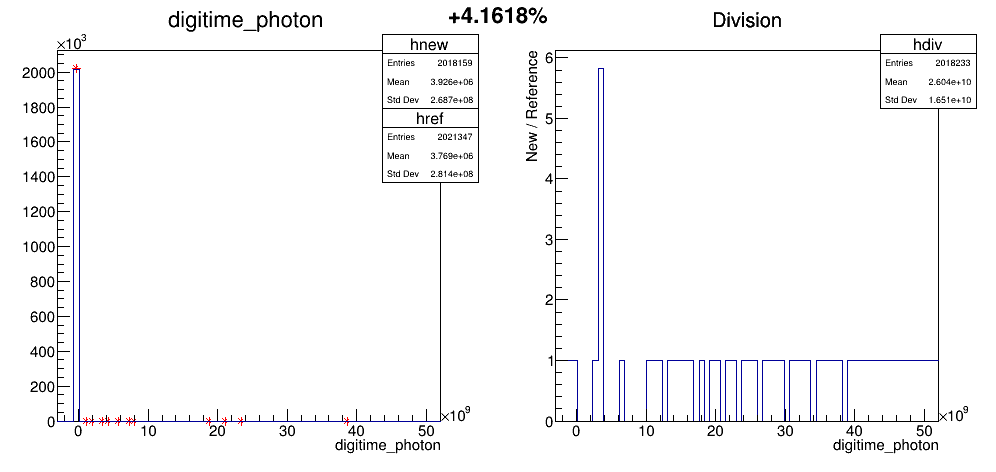 +4.1618%
digitime_photon
×10³
hnew
Entries 2018159
Mean 3.926e+06
Std Dev 2.687e+08
href
Entries 2021347
Mean 3.769e+06
Std Dev 2.814e+08
2000
1800
1600
1400
1200
1000
800
600
400
200
0
0 10 20 30 40 50
×10⁹
digitime_photon
Division
hdiv
Entries 2018233
Mean 2.604e+10
Std Dev 1.651e+10
New / Reference
6
5
4
3
2
1
0
0 10 20 30 40 50
×10⁹
digitime_photon